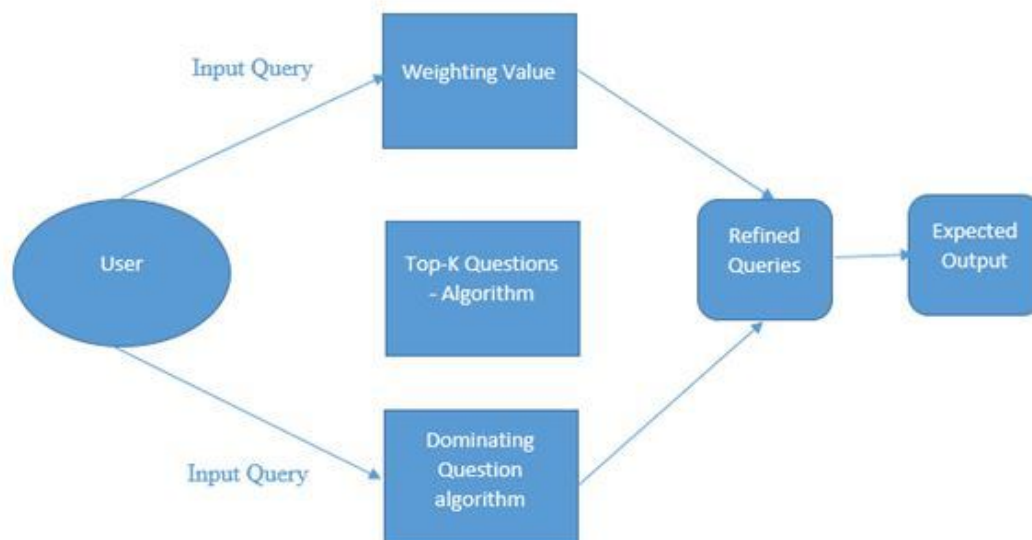 Input Query
Weighting Value
User
Top-K Questions
- Algorithm
Refined
Queries
Expected
Output
Input Query
Dominating
Question
algorithm